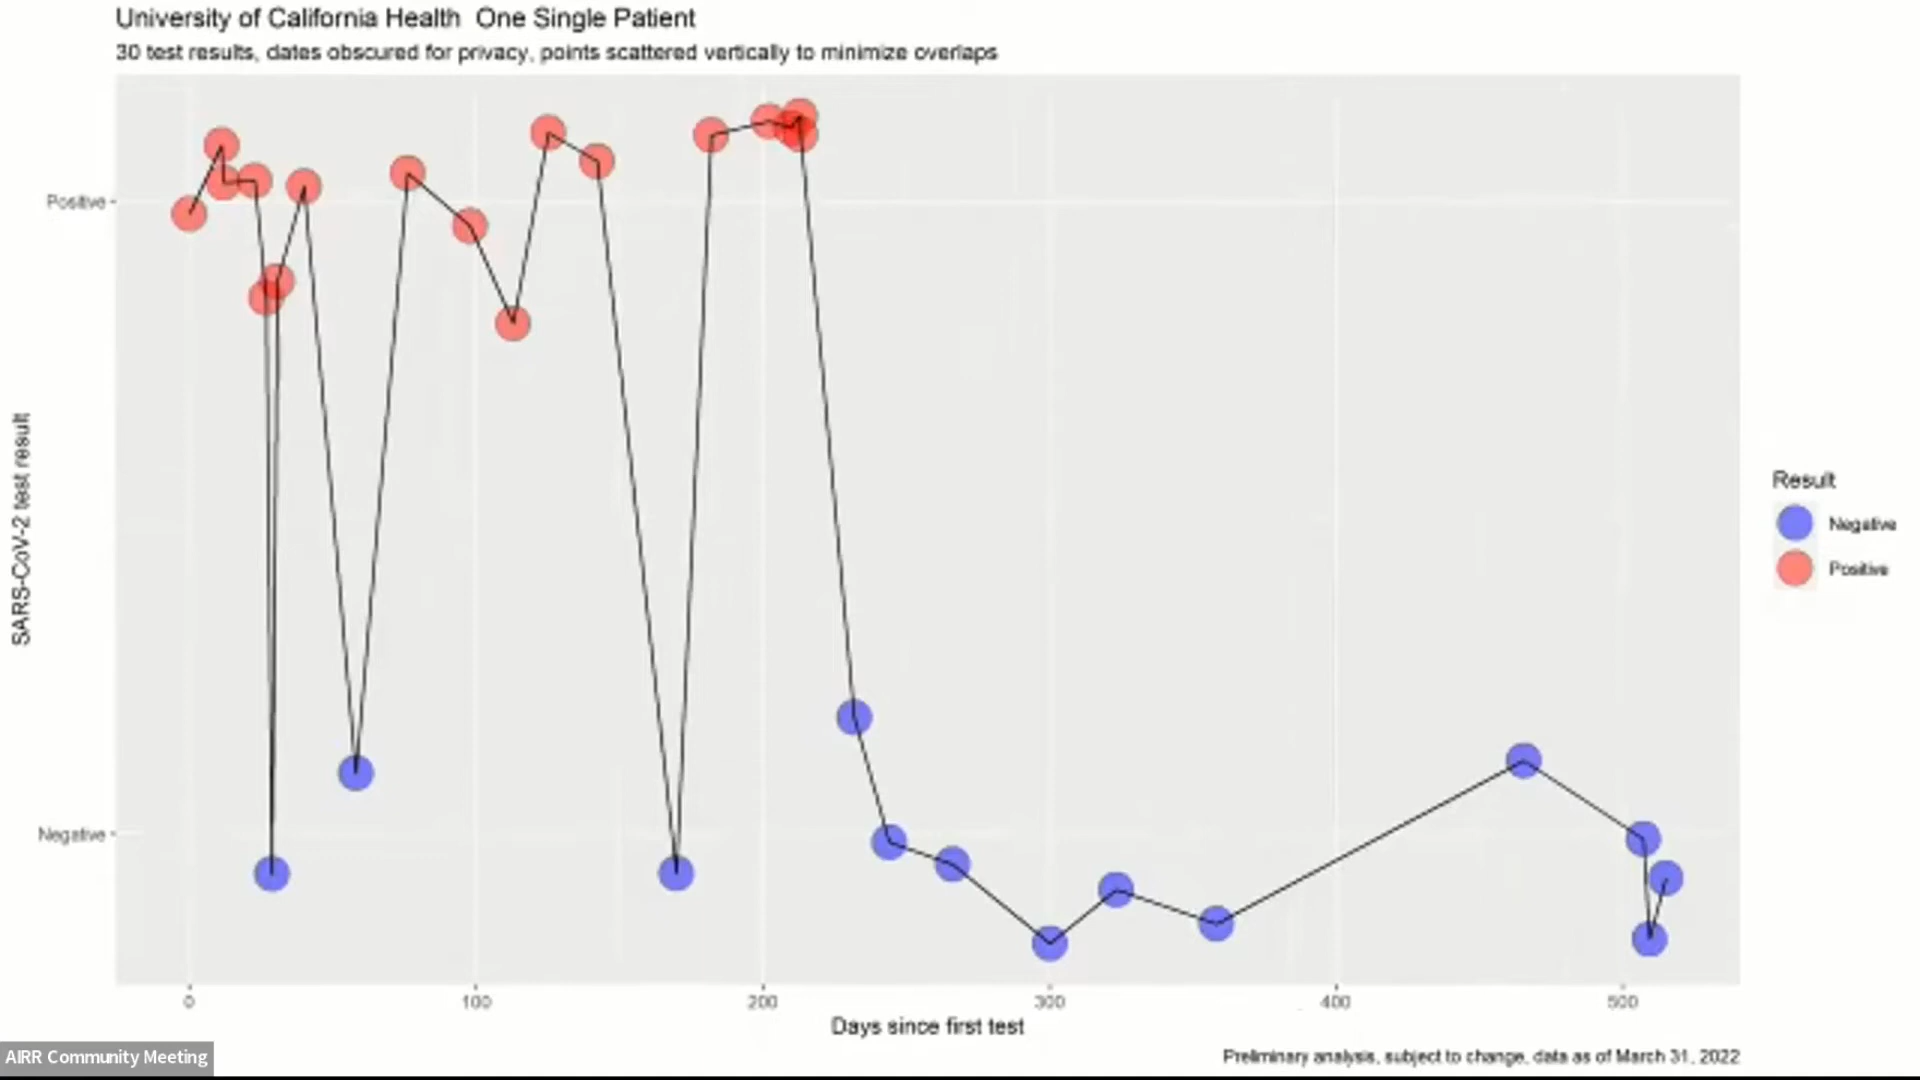 University of California Health  One Single Patient
30 test results, dates obscured for privacy, points scattered vertically to minimize overlaps
Positive
Negative
SARS-CoV-2 test result
0 100 200 300 400 500
Days since first test
Result
Negative
Positive
Preliminary analysis, subject to change, data as of March 31, 2022
AIRR Community Meeting